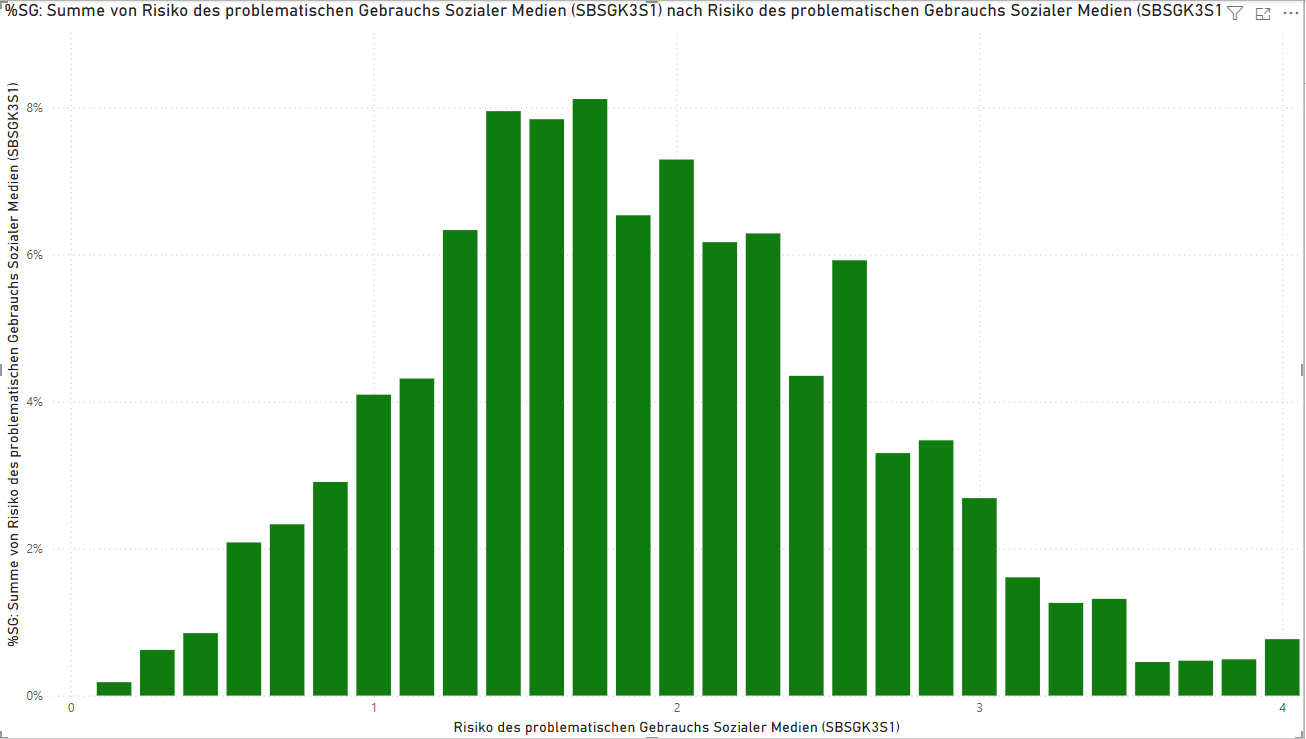 %SG: Summe von Risiko des problematischen Gebrauchs Sozialer Medien (SBSGK3S1) nach Risiko des problematischen Gebrauchs Sozialer Medien (SBSGK3S1
%SG: Summe von Risiko des problematischen Gebrauchs Sozialer Medien (SBSGK3S1)
8%
6%
4%
2%
0%
0 1 2 3 4
Risiko des problematischen Gebrauchs Sozialer Medien (SBSGK3S1)